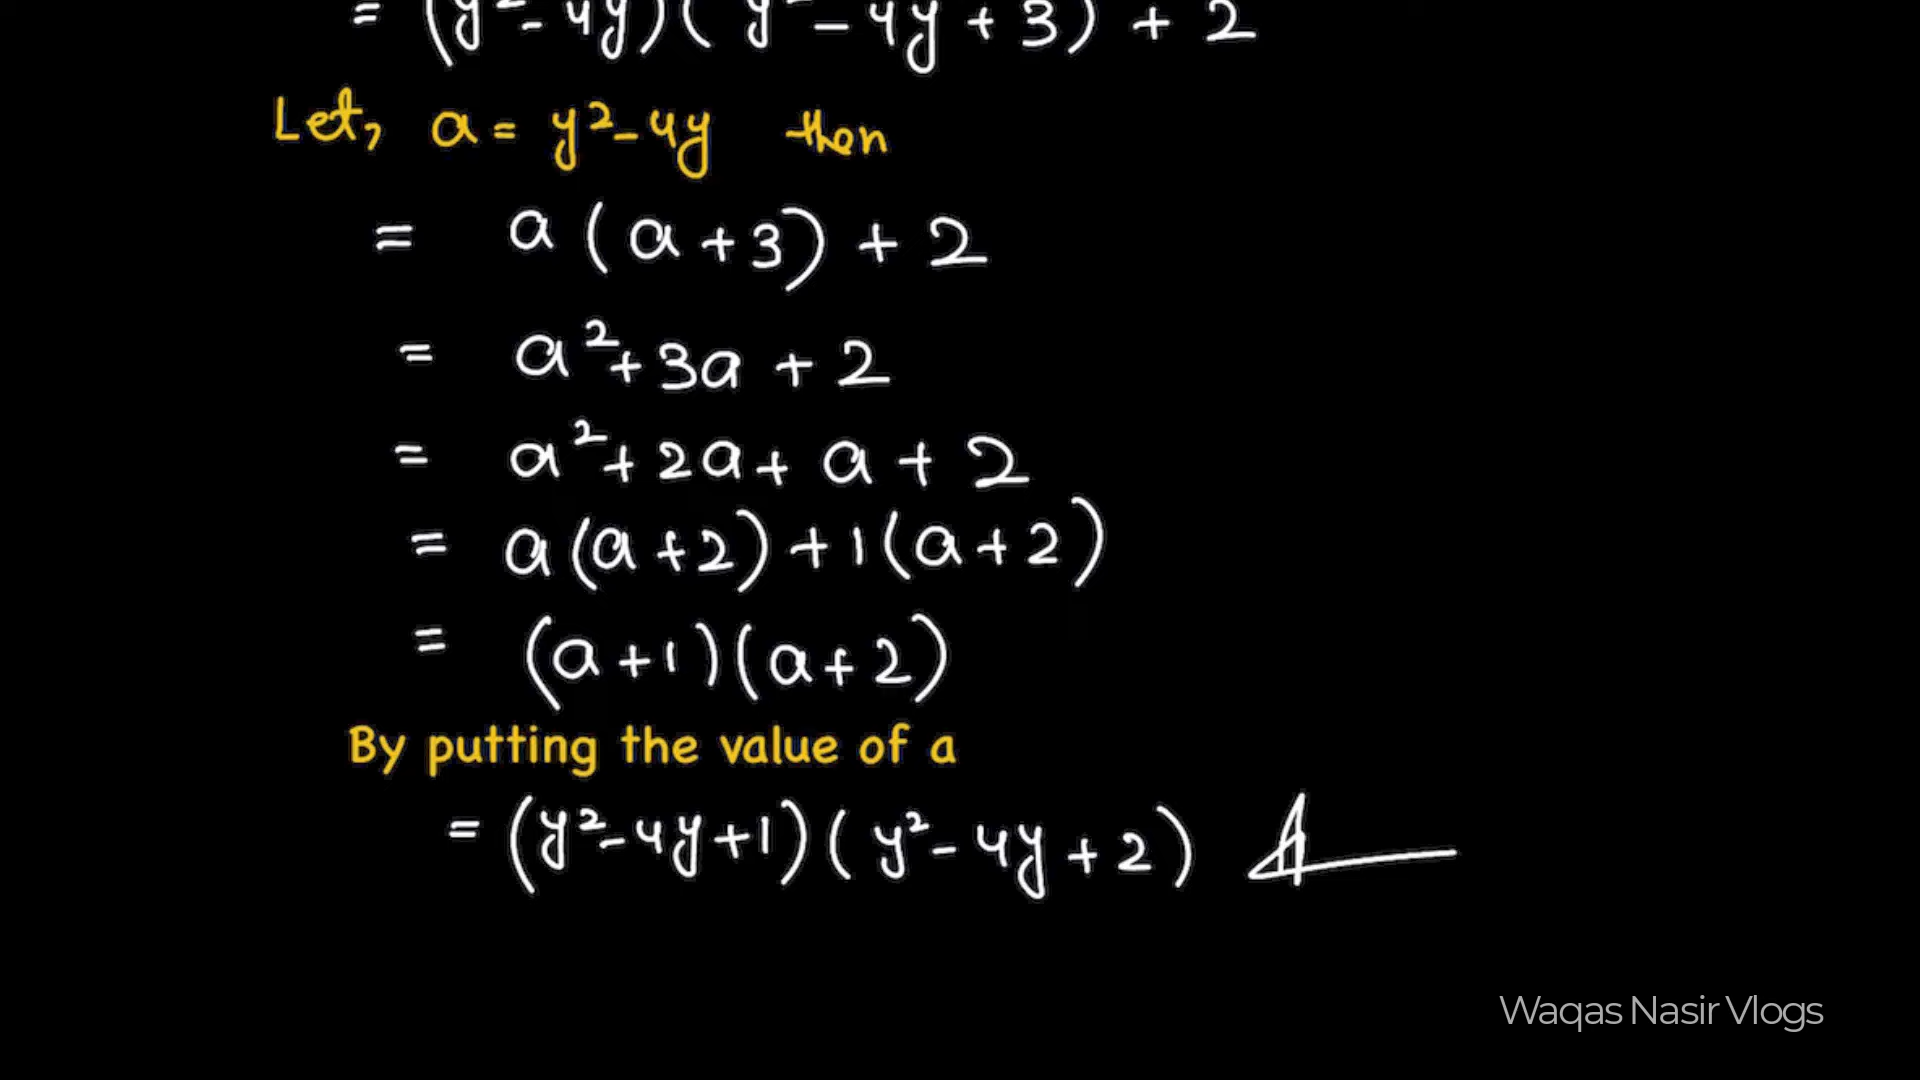 = (y²-4y)(y²-4y+3)+2
Let, a = y²-4y then
= a(a+3)+2
= a²+3a+2
= a²+2a+a+2
= a(a+2)+1(a+2)
= (a+1)(a+2)
By putting the value of a
= (y²-4y+1)(y²-4y+2)
Waqas Nasir Vlogs